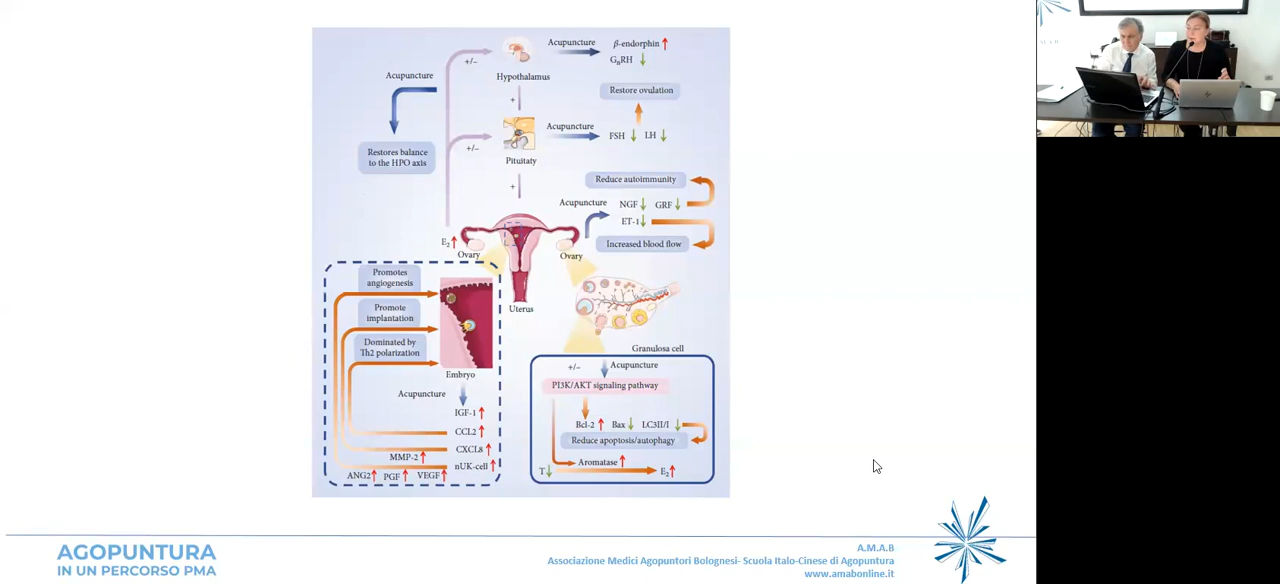 Acupuncture
β-endorphin
GnRH
+/−
Hypothalamus
Acupuncture
Restore ovulation
+
Acupuncture
FSH
LH
+/−
Restores balance
to the HPO axis
Pituitaty
+
Reduce autoimmunity
Acupuncture
NGF
GRF
ET-1
E2
Ovary
Ovary
Increased blood flow
Promotes
angiogenesis
Uterus
Promote
implantation
Dominated by
Th2 polarization
Embryo
Granulosa cell
+/−
Acupuncture
PI3K/AKT signaling pathway
Acupuncture
IGF-1
CCL2
CXCL8
MMP-2
nUK-cell
ANG2
PGF
VEGF
Bcl-2
Bax
LC3II/I
Reduce apoptosis/autophagy
Aromatase
T
E2
AGOPUNTURA
IN UN PERCORSO PMA
A.M.A.B
Associazione Medici Agopuntori Bolognesi- Scuola Italo-Cinese di Agopuntura
www.amabonline.it